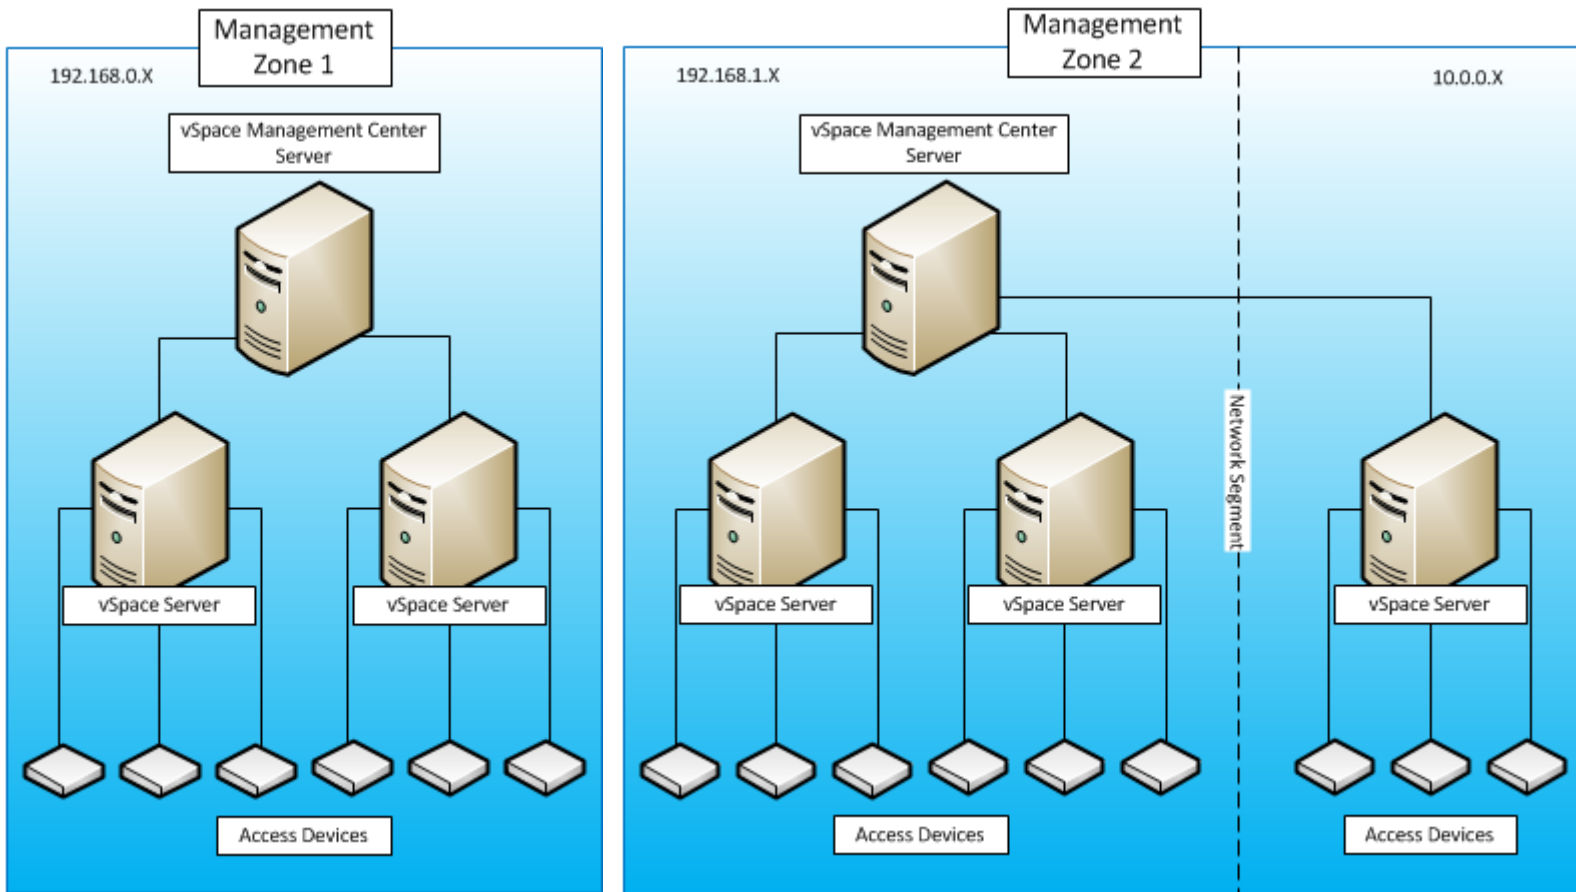 Management
Zone 1
192.168.0.X
vSpace Management Center
Server
vSpace Server
vSpace Server
Access Devices
Management
Zone 2
192.168.1.X
10.0.0.X
vSpace Management Center
Server
Network Segment
vSpace Server
vSpace Server
vSpace Server
Access Devices
Access Devices